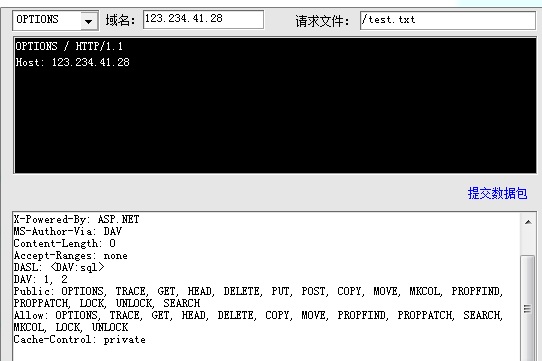 OPTIONS 域名： 123.234.41.28 请求文件： /test.txt
OPTIONS / HTTP/1.1
Host: 123.234.41.28
提交数据包
X-Powered-By: ASP.NET
MS-Author-Via: DAV
Content-Length: 0
Accept-Ranges: none
DASL: <DAV:sql>
DAV: 1, 2
Public: OPTIONS, TRACE, GET, HEAD, DELETE, PUT, POST, COPY, MOVE, MKCOL, PROPFIND,
PROPPATCH, LOCK, UNLOCK, SEARCH
Allow: OPTIONS, TRACE, GET, HEAD, DELETE, COPY, MOVE, PROPFIND, PROPPATCH, SEARCH,
MKCOL, LOCK, UNLOCK
Cache-Control: private